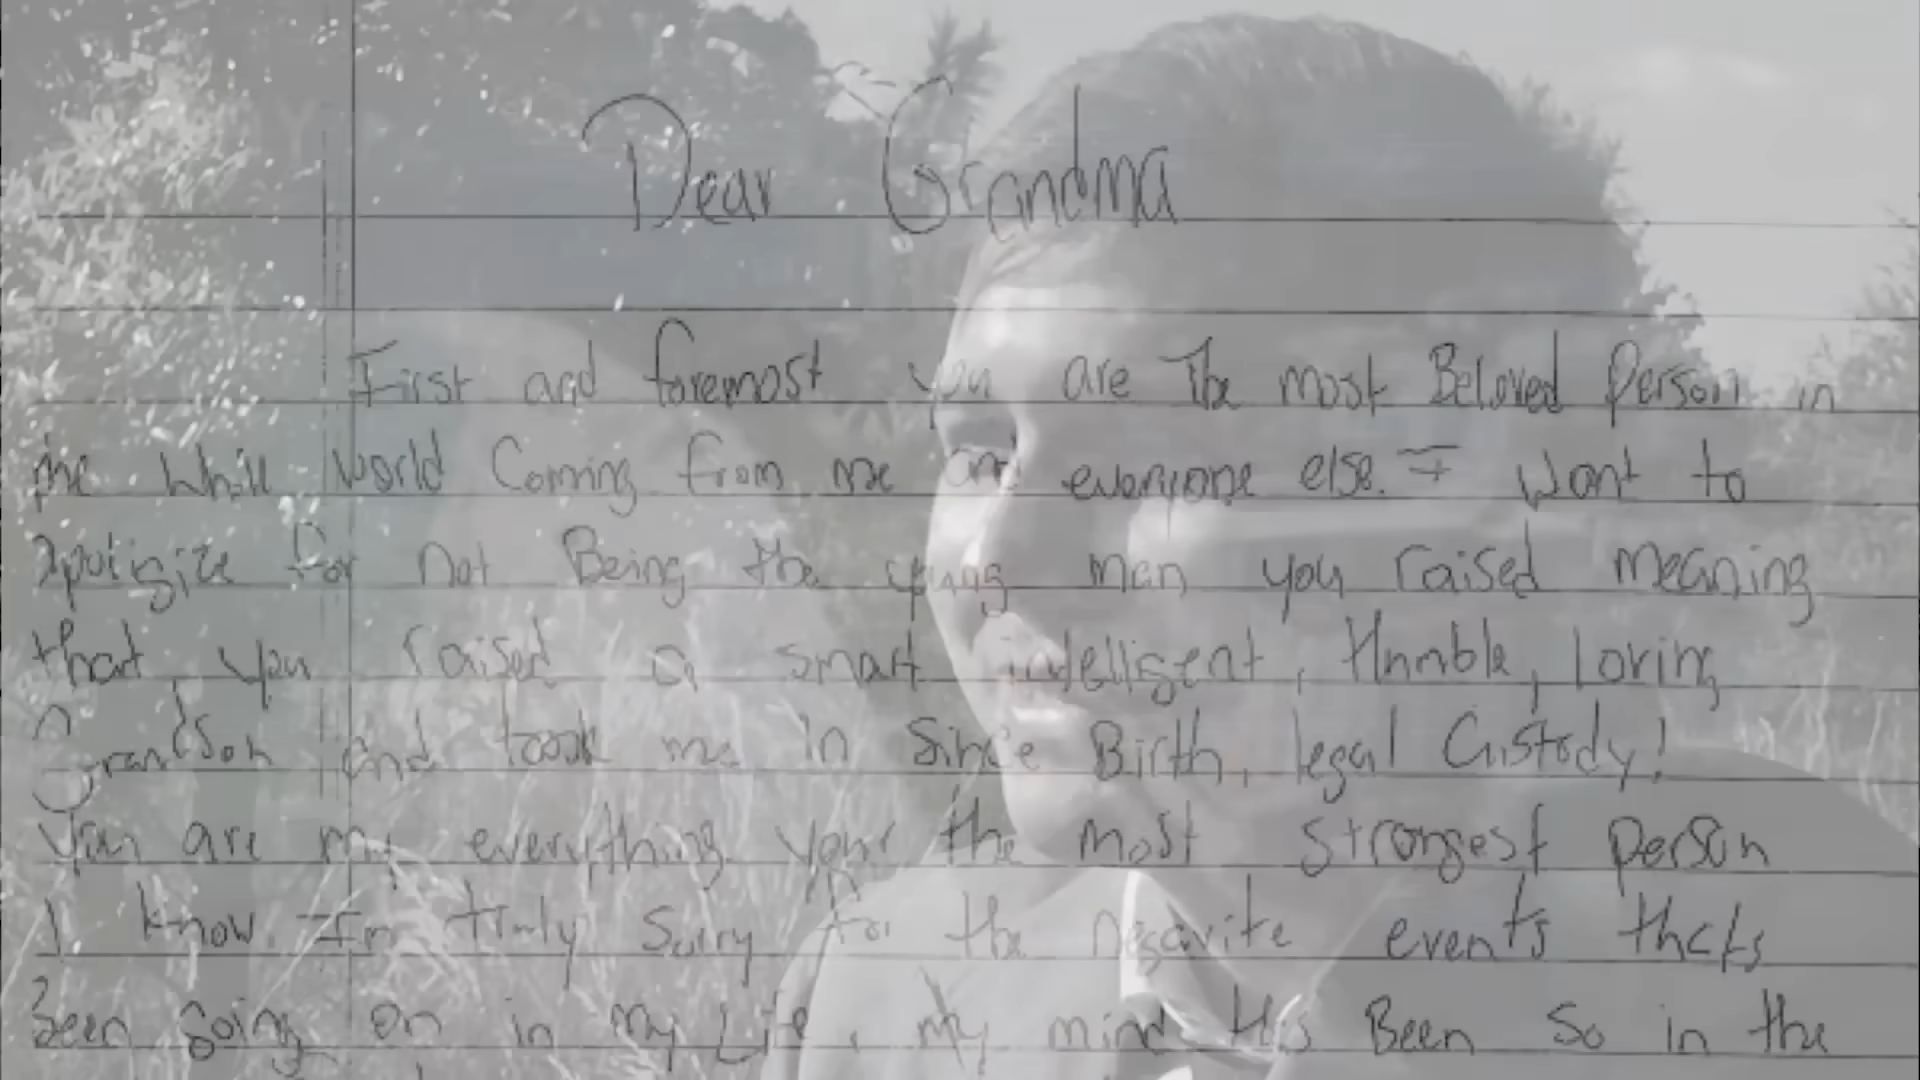 Dear Grandma
First and foremost you are The most Beloved Person in
the whole world Coming from me and everyone else. I want to
apoligize for not Being the young man you raised meaning
that you raised a smart intelligent, Humble, Loving
Grandson and took me in Since Birth, legal Custody!
You are my everything your the most strongest person
I know. Im truly sorry for the negavite events thats
Been going on in my Life, my mind Has Been So in the